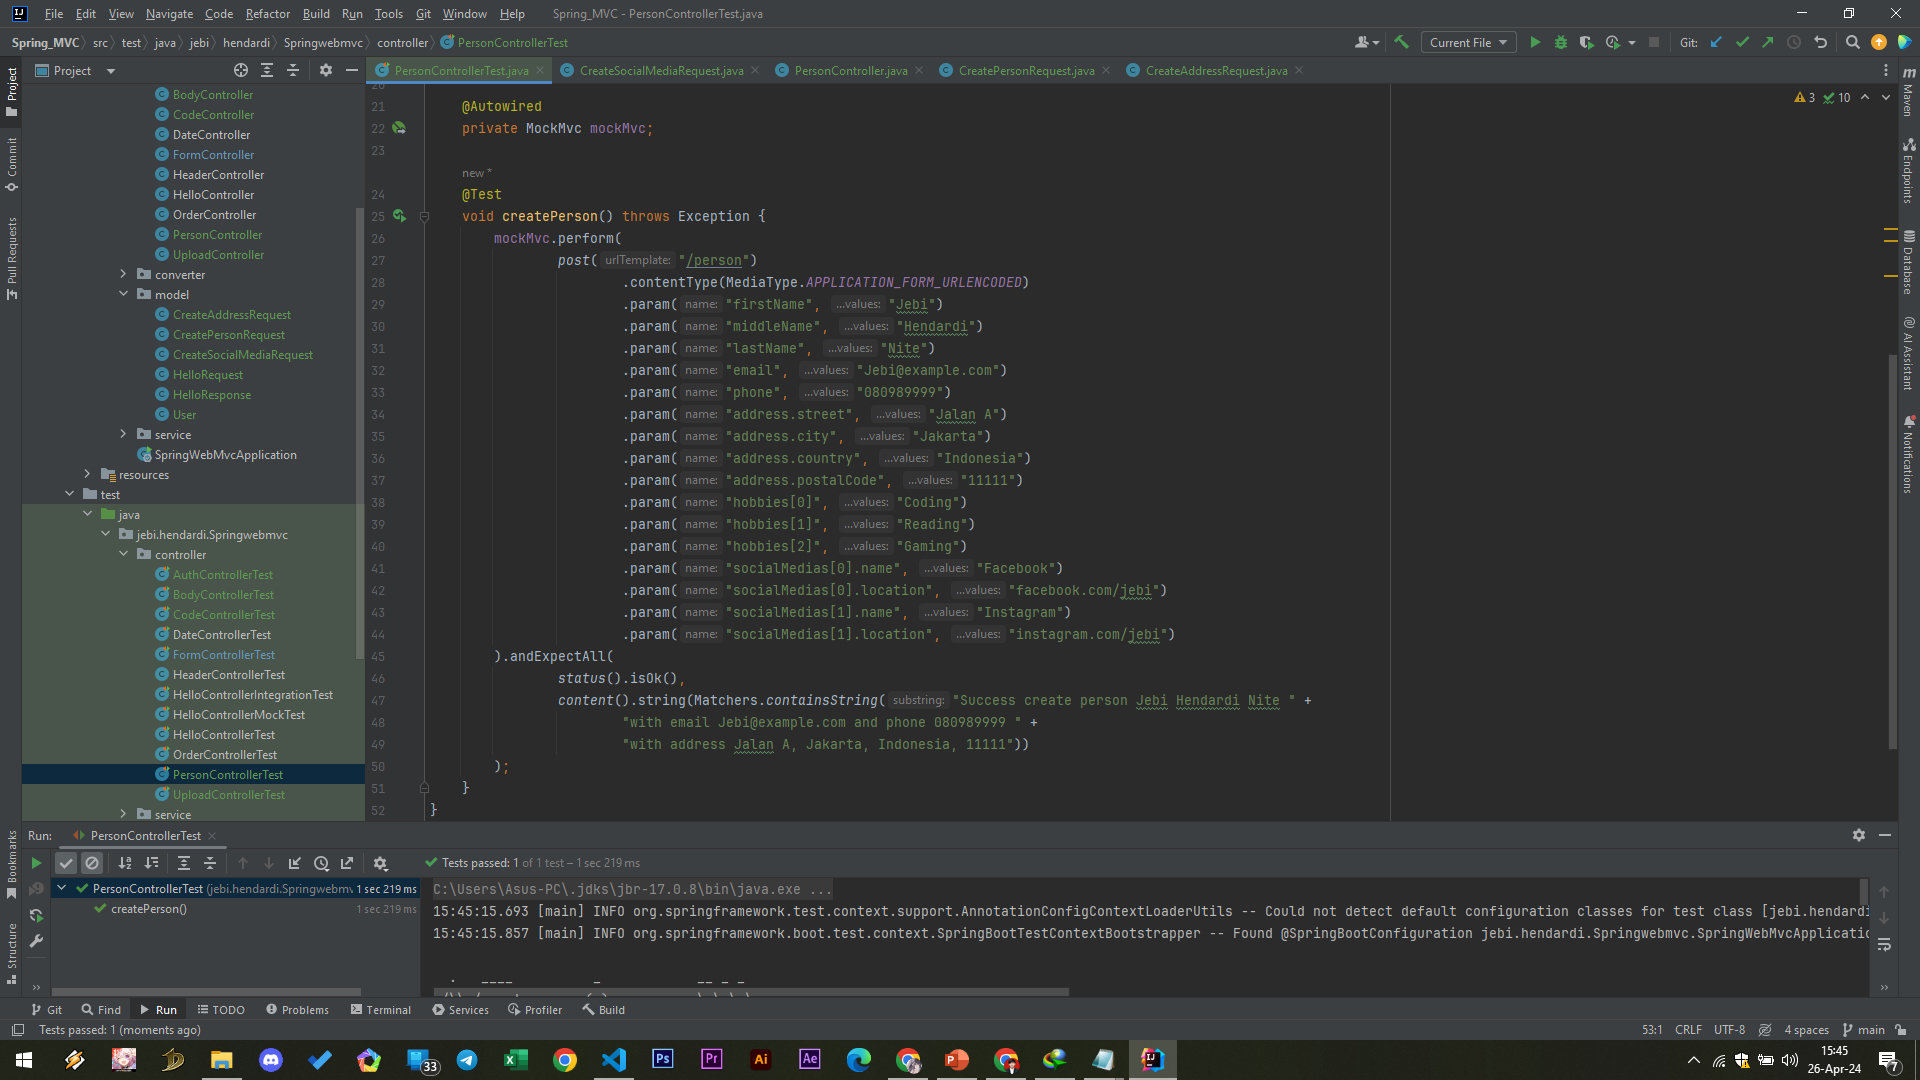 File Edit View Navigate Code Refactor Build Run Tools Git Window Help Spring_MVC - PersonControllerTest.java
Spring_MVC src test java jebi hendardi Springwebmvc controller PersonControllerTest
Current File Git:
Project
PersonControllerTest.java CreateSocialMediaRequest.java PersonController.java CreatePersonRequest.java CreateAddressRequest.java
3 10
Project
Commit
Pull Requests
Bookmarks
Structure
BodyController
CodeController
DateController
FormController
HeaderController
HelloController
OrderController
PersonController
UploadController
converter
model
CreateAddressRequest
CreatePersonRequest
CreateSocialMediaRequest
HelloRequest
HelloResponse
User
service
SpringWebMvcApplication
resources
test
java
jebi.hendardi.Springwebmvc
controller
AuthControllerTest
BodyControllerTest
CodeControllerTest
DateControllerTest
FormControllerTest
HeaderControllerTest
HelloControllerIntegrationTest
HelloControllerMockTest
HelloControllerTest
OrderControllerTest
PersonControllerTest
UploadControllerTest
service
20
21 @Autowired
22 private MockMvc mockMvc;
23
new *
24 @Test
25 void createPerson() throws Exception {
26 mockMvc.perform(
27 post( urlTemplate: "/person")
28 .contentType(MediaType.APPLICATION_FORM_URLENCODED)
29 .param( name: "firstName", ...values: "Jebi")
30 .param( name: "middleName", ...values: "Hendardi")
31 .param( name: "lastName", ...values: "Nite")
32 .param( name: "email", ...values: "Jebi@example.com")
33 .param( name: "phone", ...values: "080989999")
34 .param( name: "address.street", ...values: "Jalan A")
35 .param( name: "address.city", ...values: "Jakarta")
36 .param( name: "address.country", ...values: "Indonesia")
37 .param( name: "address.postalCode", ...values: "11111")
38 .param( name: "hobbies[0]", ...values: "Coding")
39 .param( name: "hobbies[1]", ...values: "Reading")
40 .param( name: "hobbies[2]", ...values: "Gaming")
41 .param( name: "socialMedias[0].name", ...values: "Facebook")
42 .param( name: "socialMedias[0].location", ...values: "facebook.com/jebi")
43 .param( name: "socialMedias[1].name", ...values: "Instagram")
44 .param( name: "socialMedias[1].location", ...values: "instagram.com/jebi")
45 ).andExpectAll(
46 status().isOk(),
47 content().string(Matchers.containsString( substring: "Success create person Jebi Hendardi Nite " +
48 "with email Jebi@example.com and phone 080989999 " +
49 "with address Jalan A, Jakarta, Indonesia, 11111"))
50 );
51 }
52 }
Maven
Endpoints
Database
AI Assistant
Notifications
Run: PersonControllerTest
Tests passed: 1 of 1 test – 1 sec 219 ms
PersonControllerTest (jebi.hendardi.Springwebmv 1 sec 219 ms
createPerson() 1 sec 219 ms
C:\Users\Asus-PC\.jdks\jbr-17.0.8\bin\java.exe ...
15:45:15.693 [main] INFO org.springframework.test.context.support.AnnotationConfigContextLoaderUtils -- Could not detect default configuration classes for test class [jebi.hendardi
15:45:15.857 [main] INFO org.springframework.boot.test.context.SpringBootTestContextBootstrapper -- Found @SpringBootConfiguration jebi.hendardi.Springwebmvc.SpringWebMvcApplicatio
Git Find Run TODO Problems Terminal Services Profiler Build
Tests passed: 1 (moments ago) 53:1 CRLF UTF-8 4 spaces main
33 Ps Pr Ai Ae 15:45
26-Apr-24 7